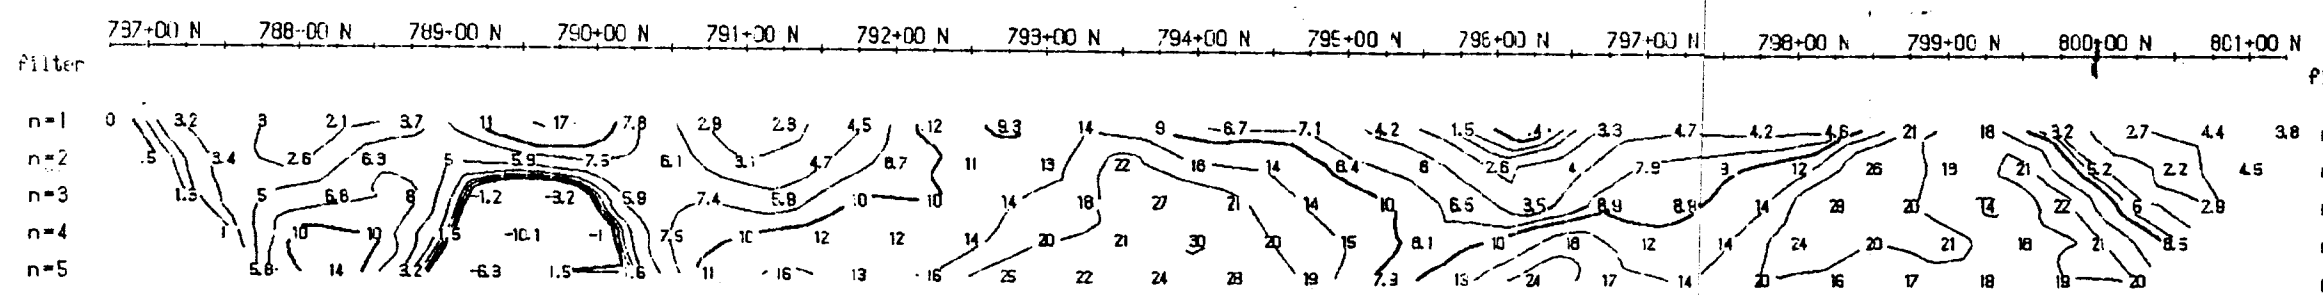 787+00 N 788+00 N 789+00 N 790+00 N 791+00 N 792+00 N 793+00 N 794+00 N 795+00 N 796+00 N 797+00 N 798+00 N 799+00 N 800+00 N 801+00 N
filter
n=1 0 3.2 3 2.1 3.7 11 17 7.8 2.9 2.3 4.5 12 9.3 14 9 6.7 7.1 4.2 1.5 .4 3.3 4.7 4.2 4.6 21 18 3.2 2.7 4.4 3.8
n=2 .5 3.4 2.6 6.3 5 5.9 7.5 6.1 3.1 4.7 8.7 11 13 22 18 14 8.4 6 2.6 4 7.9 9 12 26 19 21 5.2 2.2 4.5
n=3 1.3 5 6.8 8 -1.2 -3.2 5.9 7.4 5.8 10 10 14 18 27 21 14 10 6.5 3.5 8.9 8.9 14 28 20 14 22 6 2.9
n=4 1 10 10 1.5 -10.1 -1 7.5 10 12 12 14 20 21 30 20 15 8.1 10 18 12 14 24 20 21 18 21 8.5
n=5 5.8 14 3.2 -6.3 1.5 1.6 11 16 13 16 25 22 24 28 19 7.9 13 24 17 14 20 16 17 18 19 20